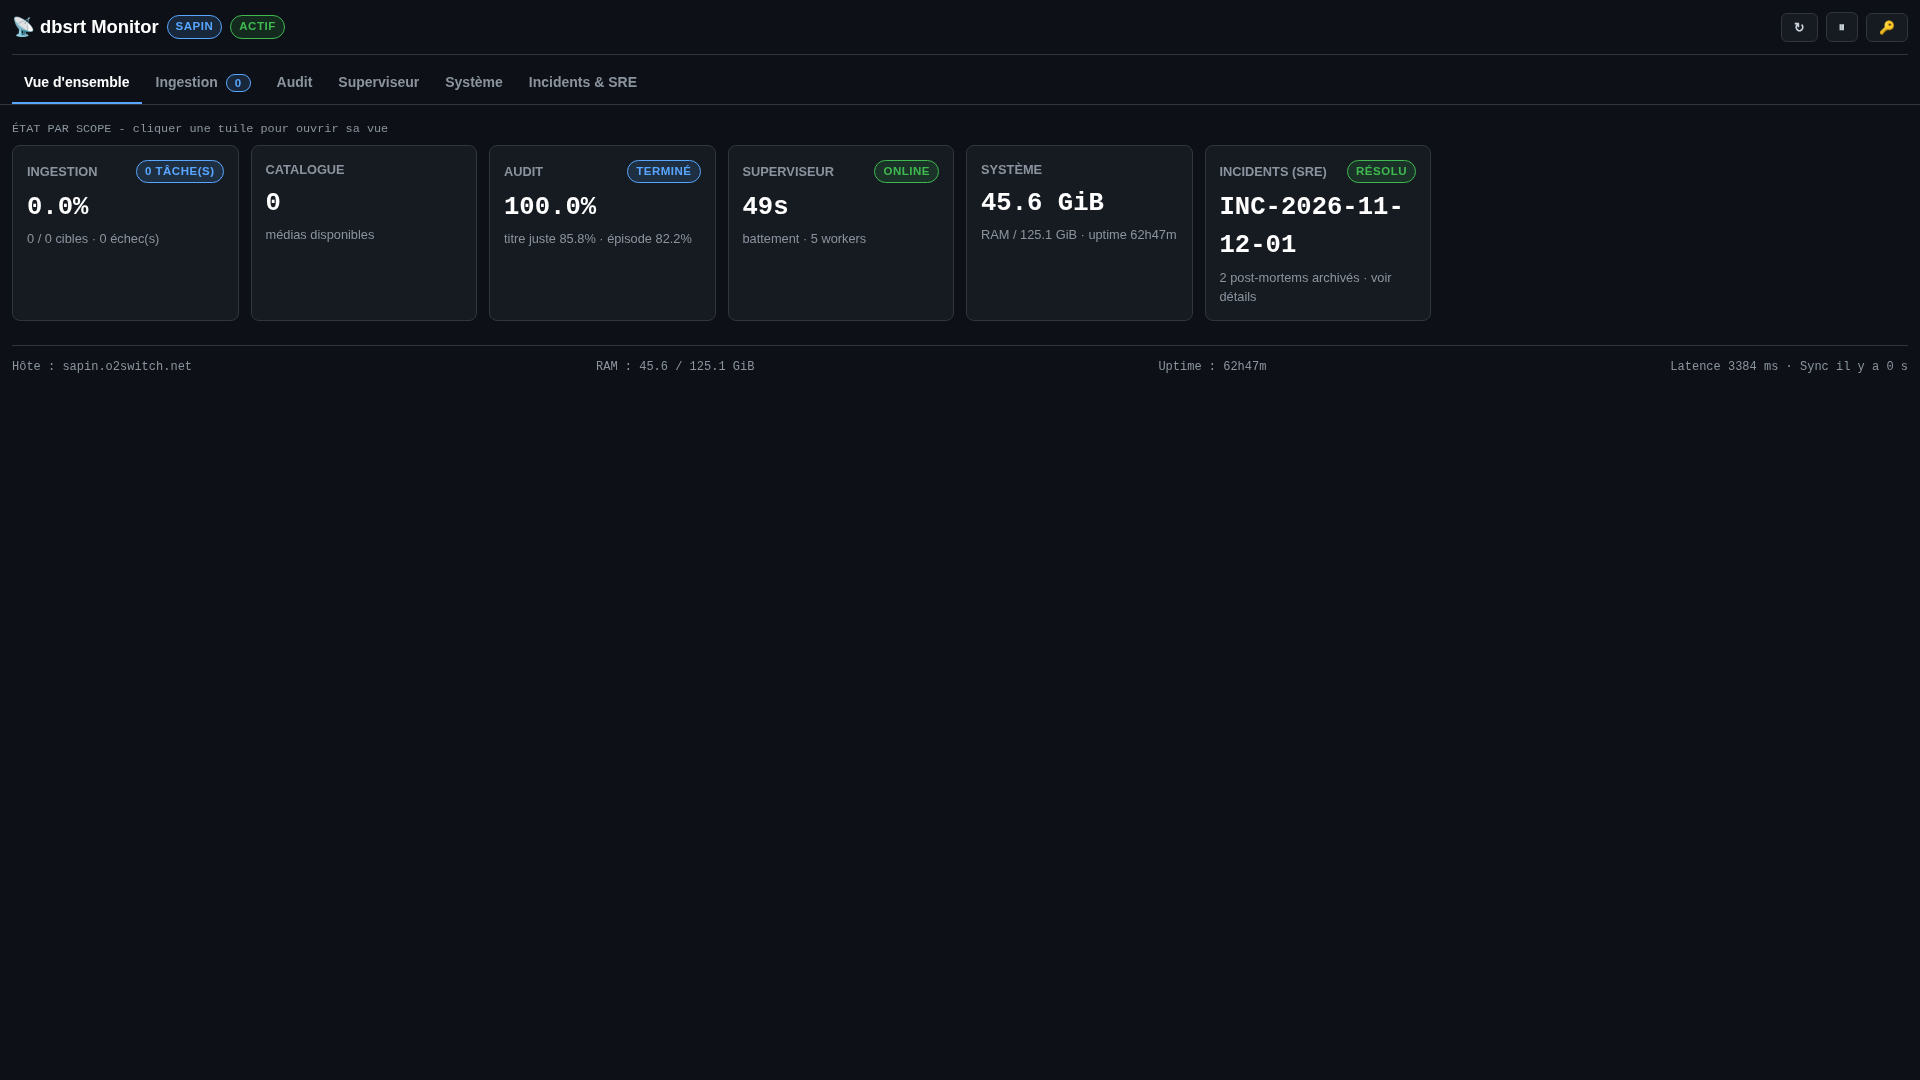 📡 dbsrt Monitor SAPIN ACTIF
↻ ⏸ 🔑
Vue d'ensemble Ingestion 0 Audit Superviseur Système Incidents & SRE
ÉTAT PAR SCOPE - cliquer une tuile pour ouvrir sa vue
INGESTION 0 TÂCHE(S)
0.0%
0 / 0 cibles · 0 échec(s)
CATALOGUE
0
médias disponibles
AUDIT TERMINÉ
100.0%
titre juste 85.8% · épisode 82.2%
SUPERVISEUR ONLINE
49s
battement · 5 workers
SYSTÈME
45.6 GiB
RAM / 125.1 GiB · uptime 62h47m
INCIDENTS (SRE) RÉSOLU
INC-2026-11-
12-01
2 post-mortems archivés · voir
détails
Hôte : sapin.o2switch.net RAM : 45.6 / 125.1 GiB Uptime : 62h47m Latence 3384 ms · Sync il y a 0 s